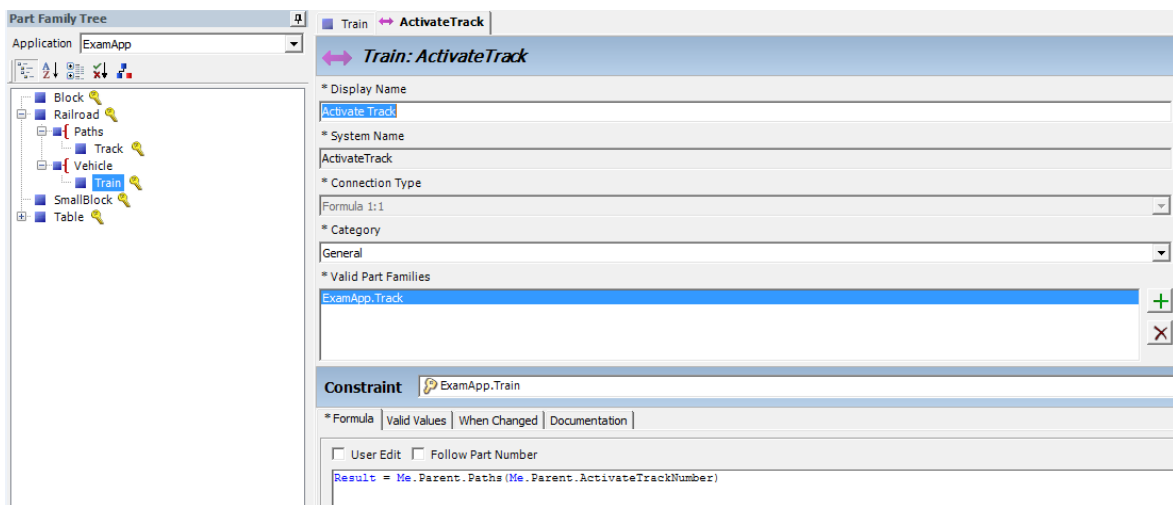 Part Family Tree
Application ExamApp
Block
Railroad
Paths
Track
Vehicle
Train
SmallBlock
Table
Train ActivateTrack
Train: ActivateTrack
* Display Name
Activate Track
* System Name
ActivateTrack
* Connection Type
Formula 1:1
* Category
General
* Valid Part Families
ExamApp.Track
Constraint ExamApp.Train
* Formula Valid Values When Changed Documentation
User Edit Follow Part Number
Result = Me.Parent.Paths(Me.Parent.ActivateTrackNumber)